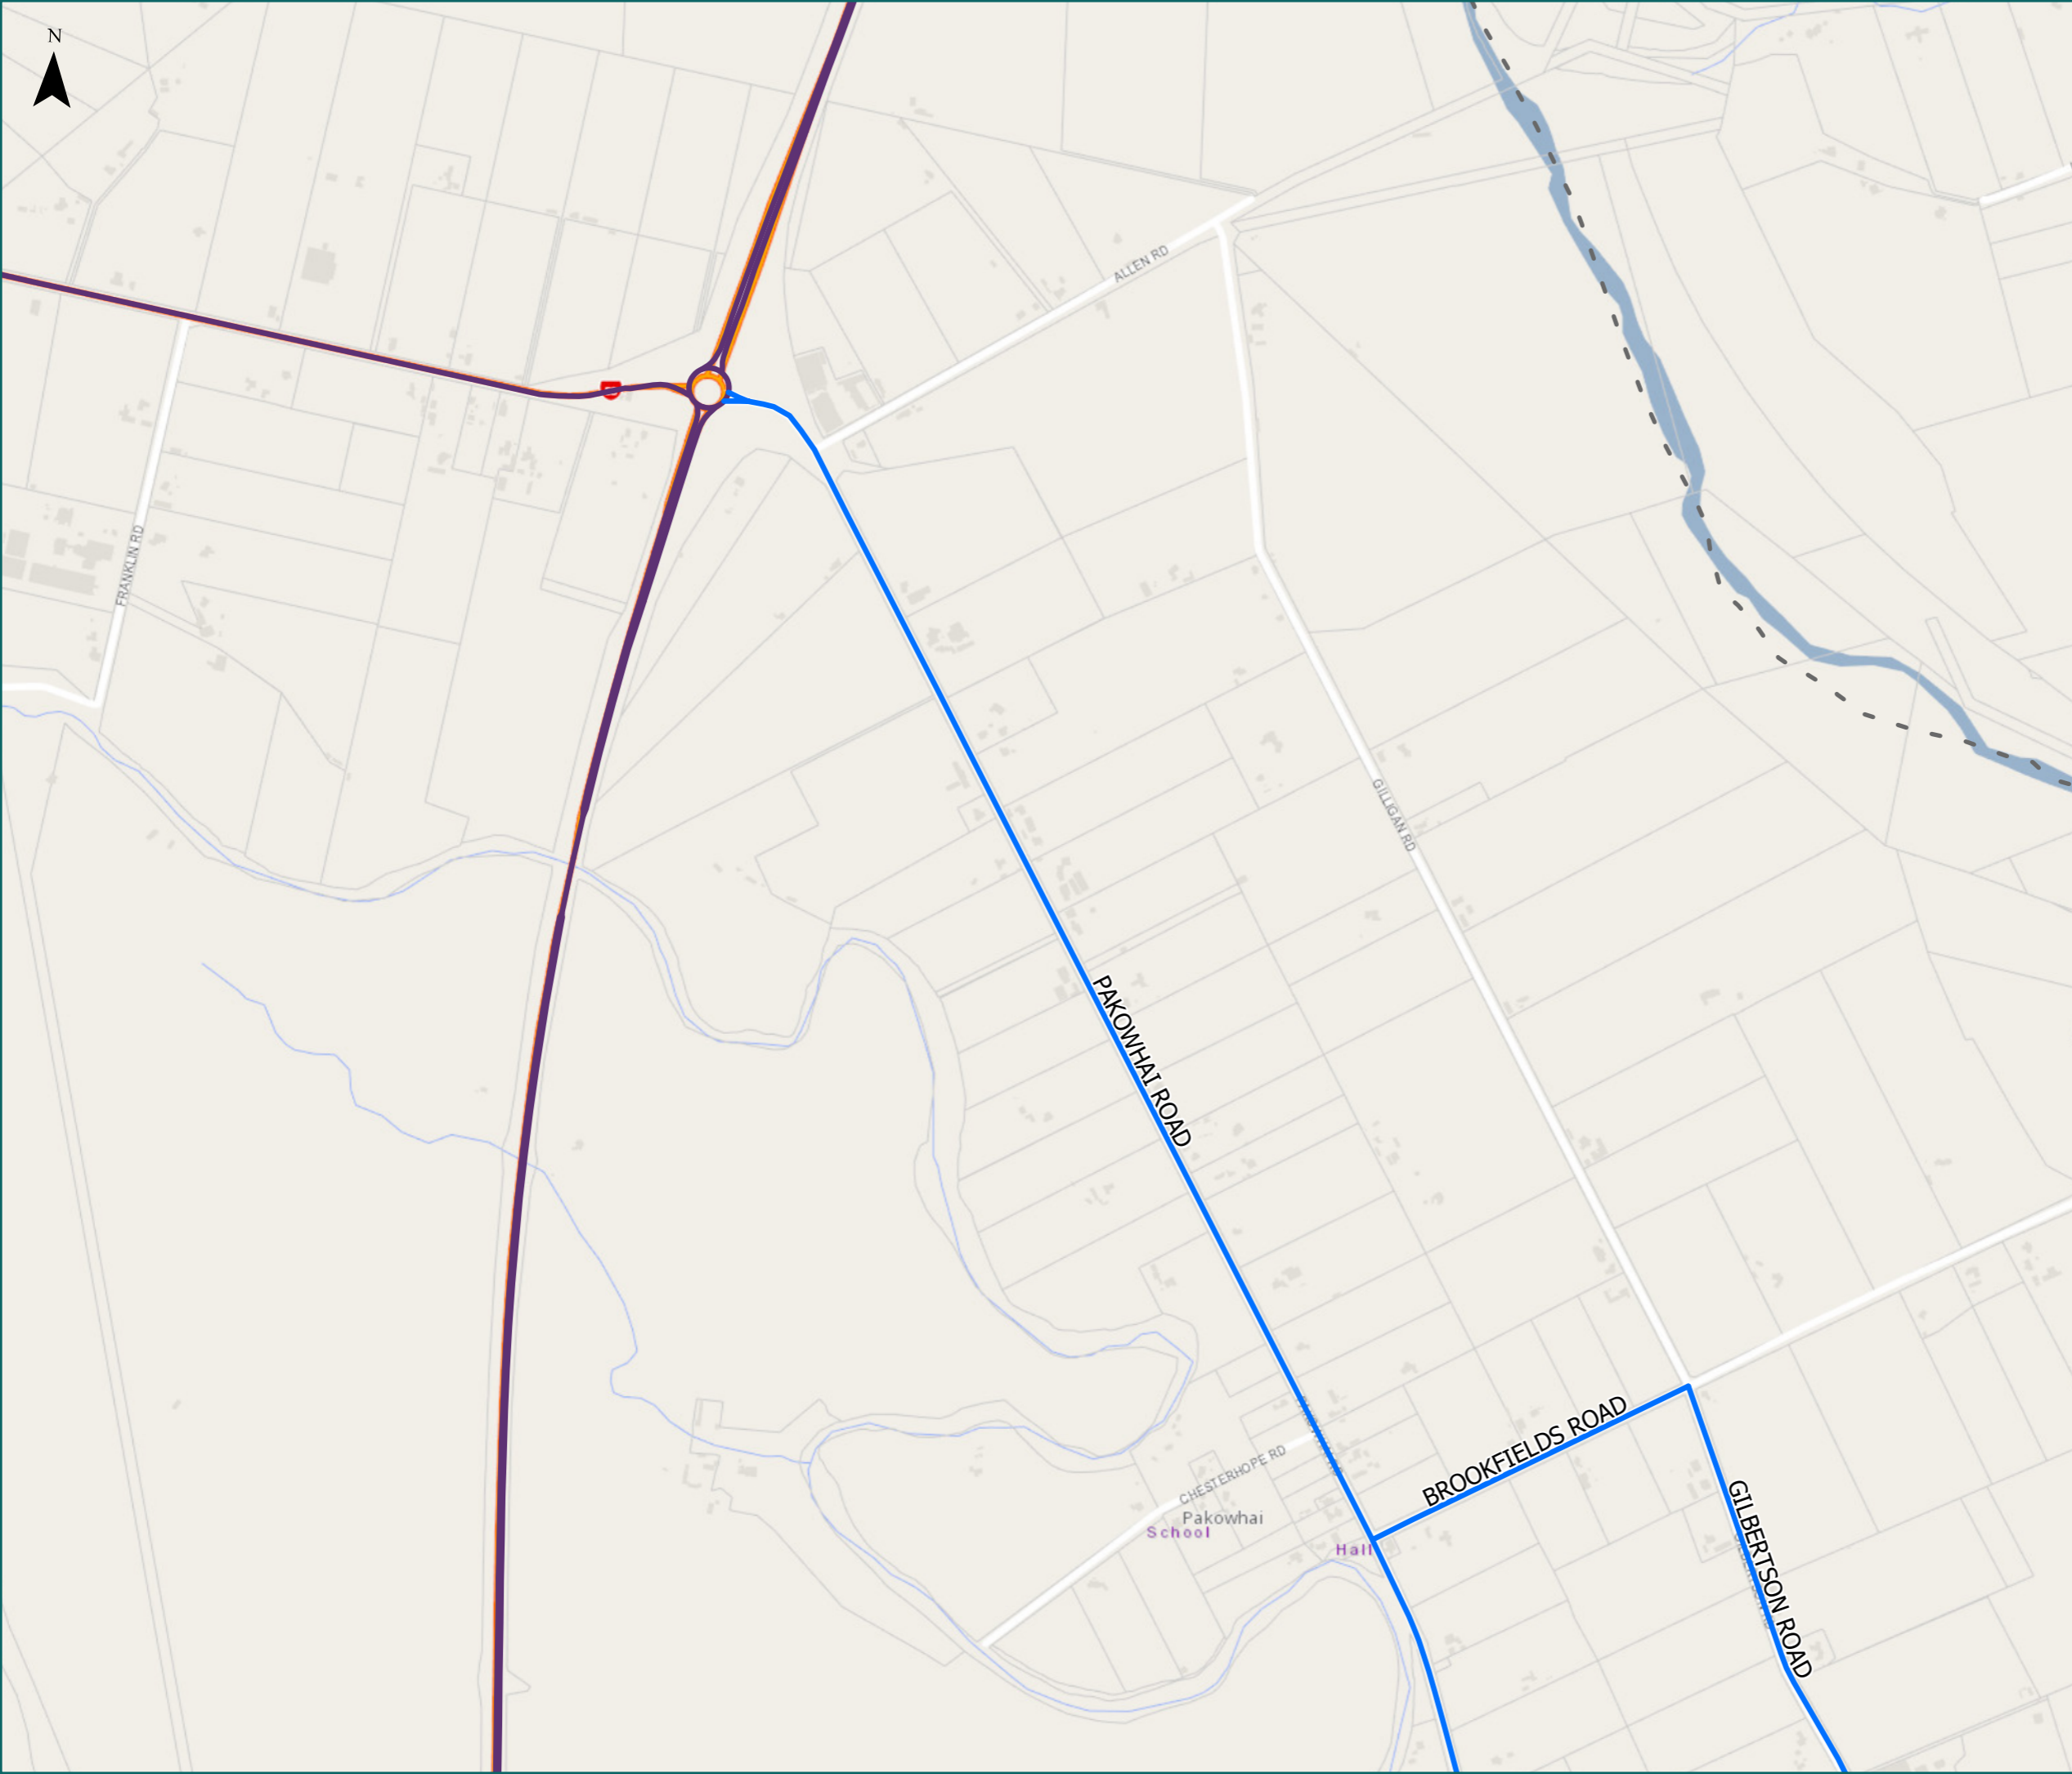 N
ALLEN RD
FRANKLIN RD
GILLIGAN RD
PAKOWHAI ROAD
BROOKFIELDS ROAD
CHESTERHOPE RD
Pakowhai
School
Hall
GILBERTSON ROAD